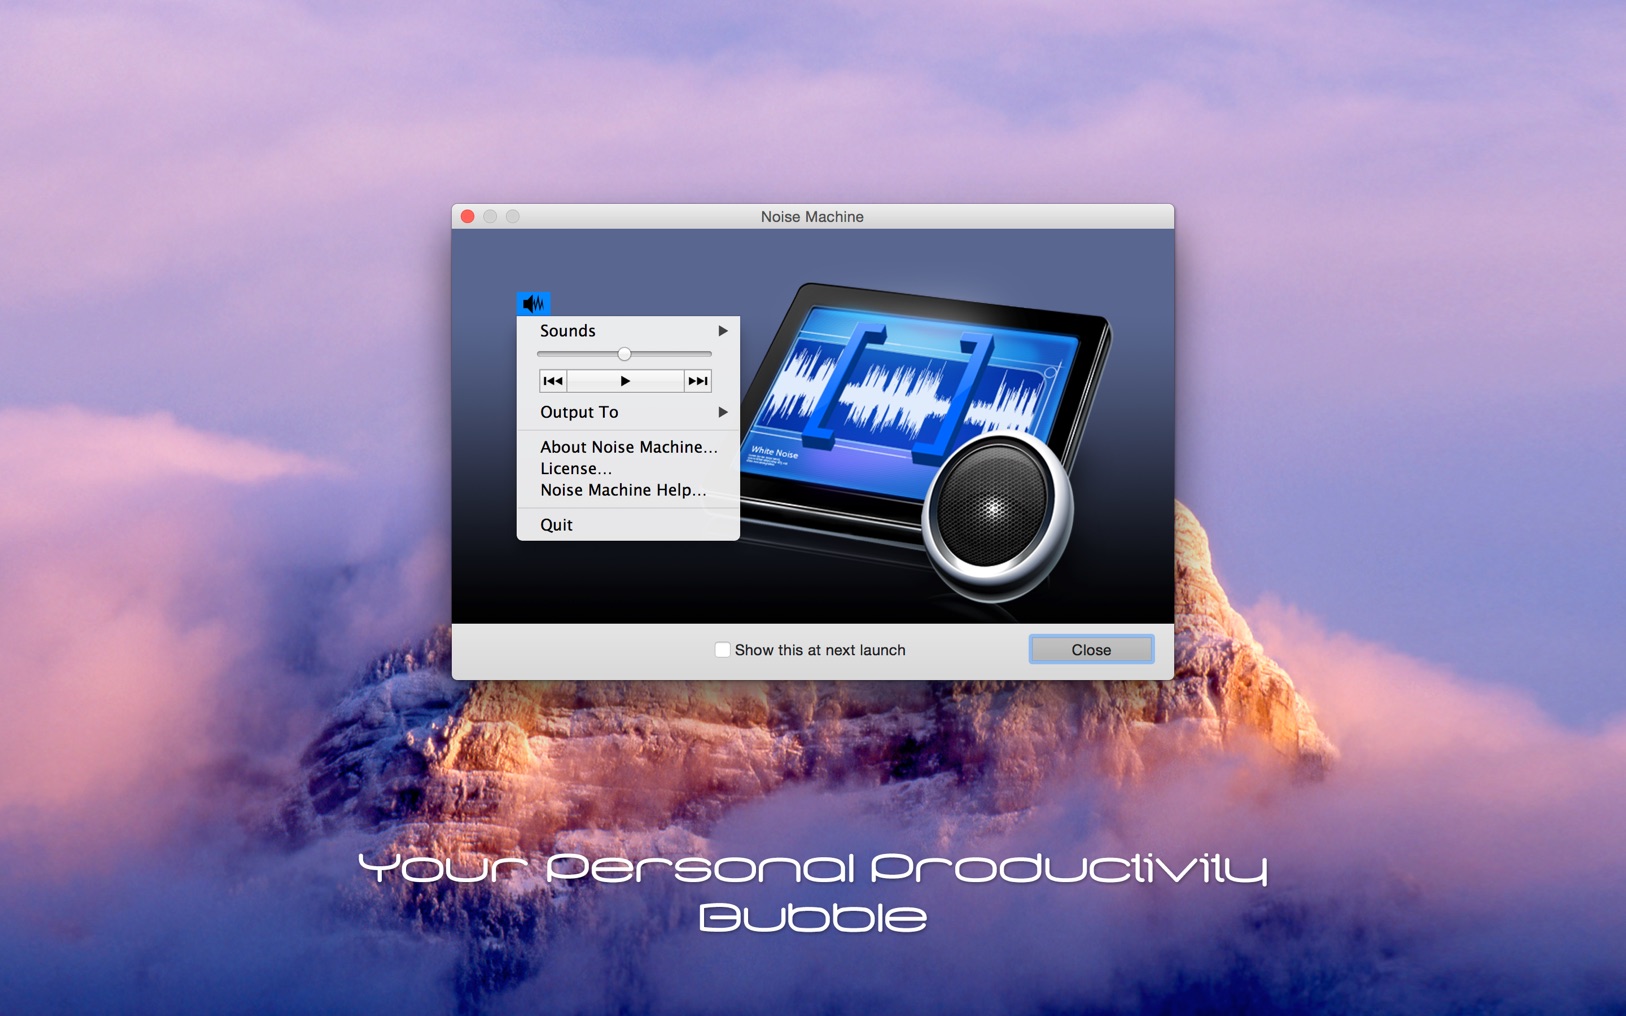 Noise Machine
Sounds
Output To
About Noise Machine...
License...
Noise Machine Help...
Quit
White Noise
Show this at next launch
Close
Your Personal Productivity
Bubble